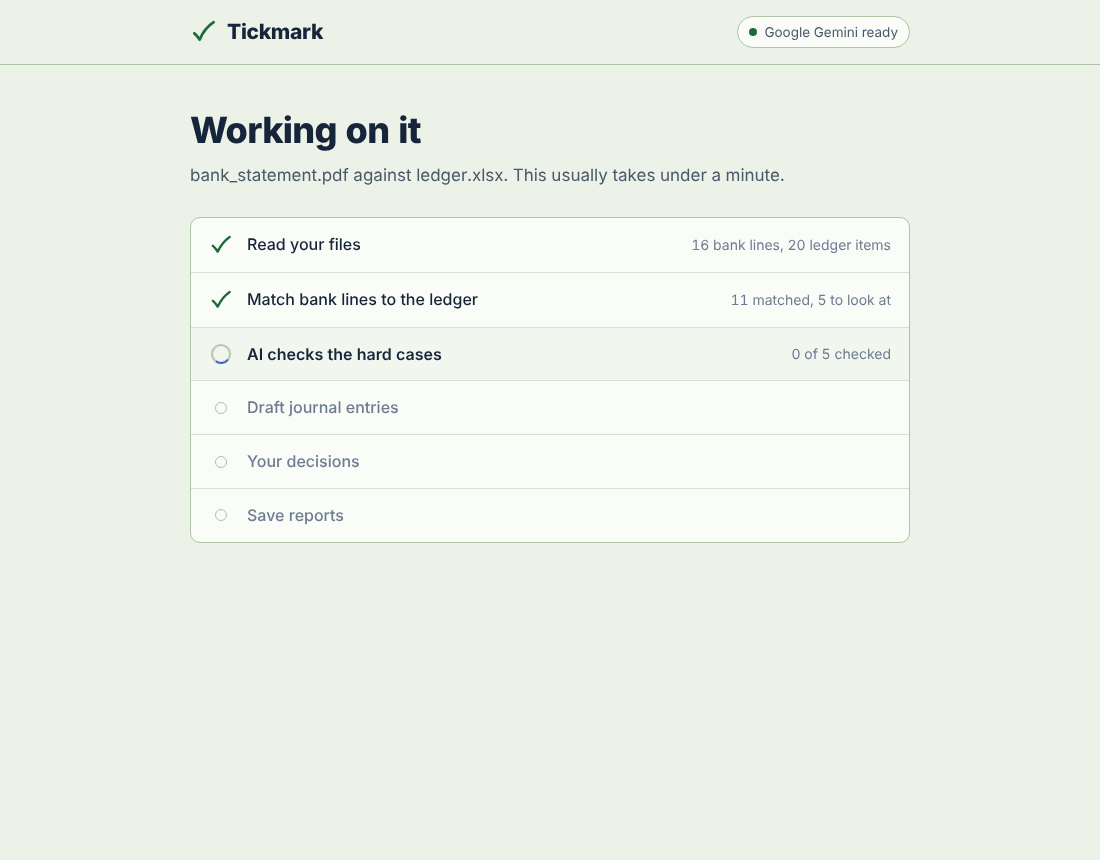 Tickmark
Google Gemini ready
Working on it
bank_statement.pdf against ledger.xlsx. This usually takes under a minute.
Read your files
16 bank lines, 20 ledger items
Match bank lines to the ledger
11 matched, 5 to look at
AI checks the hard cases
0 of 5 checked
Draft journal entries
Your decisions
Save reports